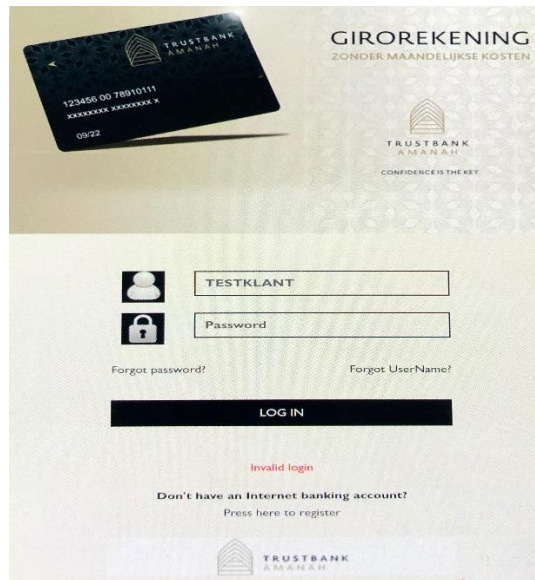 TRUSTBANK
AMANAH
123456 00 78910111
xxxxxxxx xxxxxxxx x
09/22
GIROREKENING
ZONDER MAANDELIJKSE KOSTEN
TRUSTBANK
AMANAH
CONFIDENCE IS THE KEY
TESTKLANT
Password
Forgot password? Forgot UserName?
LOG IN
Invalid login
Don't have an Internet banking account?
Press here to register
TRUSTBANK
AMANAH